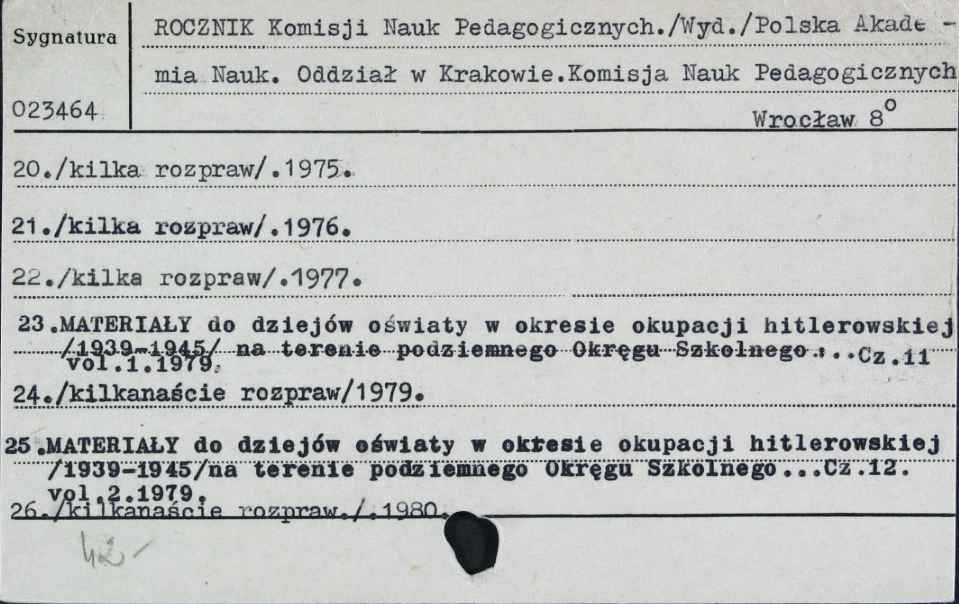 Sygnatura
ROCZNIK Komisji Nauk Pedagogicznych./Wyd./Polska Akade -
mia Nauk. Oddział w Krakowie.Komisja Nauk Pedagogicznych
023464
Wrocław 8o
20./kilka rozpraw/.1975.
21./kilka rozpraw/.1976.
22./kilka rozpraw/.1977.
23.MATERIAŁY do dziejów oświaty w okresie okupacji hitlerowskiej
/1939-1945/ na terenie podziemnego Okręgu Szkolnego...Cz.11
vol.1.1979.
24./kilkanaście rozpraw/1979.
25.MATERIAŁY do dziejów oświaty w okresie okupacji hitlerowskiej
/1939-1945/na terenie podziemnego Okręgu Szkolnego...Cz.12.
vol.2.1979.
26./kilkanaście rozpraw./.1980.
42-